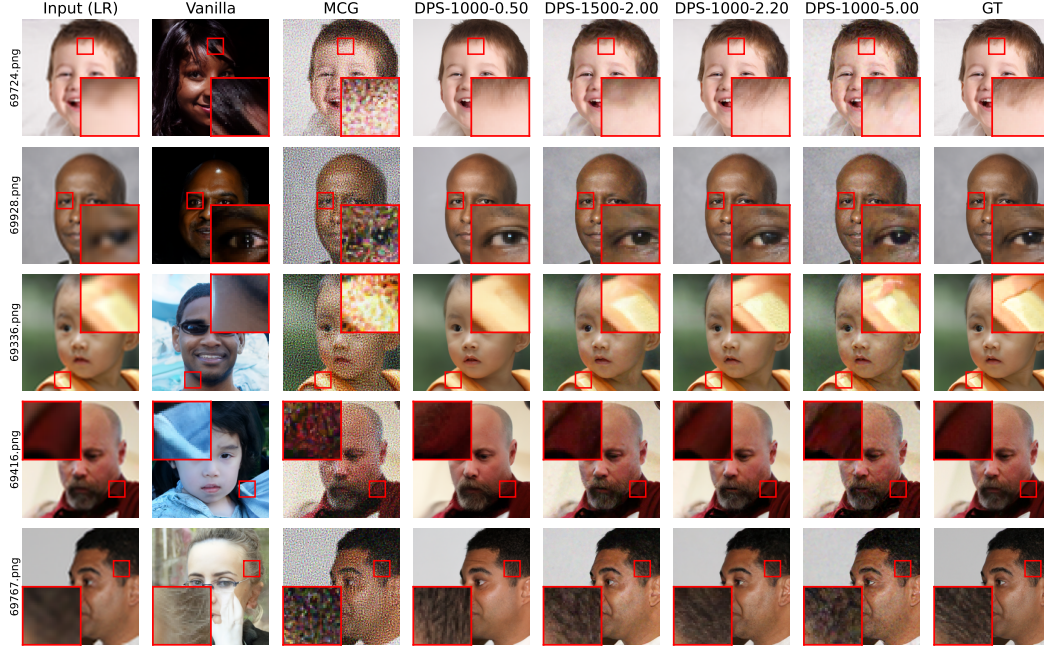 Input (LR) Vanilla MCG DPS-1000-0.50 DPS-1500-2.00 DPS-1000-2.20 DPS-1000-5.00 GT
69724.png
69928.png
69336.png
69416.png
69767.png